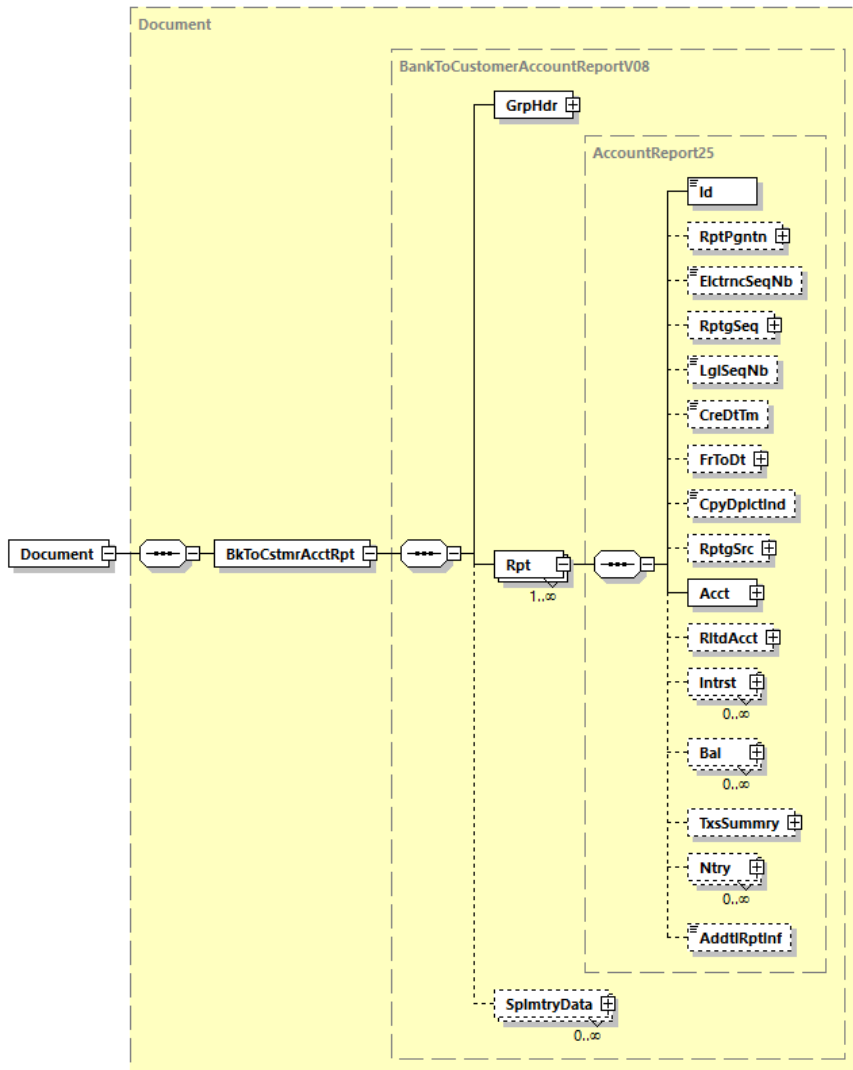 Document
BankToCustomerAccountReportV08
GrpHdr
AccountReport25
Id
RptPgntn
ElctrncSeqNb
RptgSeq
LglSeqNb
CreDtTm
FrToDt
CpyDplctInd
Document
BkToCstmrAcctRpt
Rpt
1..∞
RptgSrc
Acct
RltdAcct
Intrst
0..∞
Bal
0..∞
TxsSummry
Ntry
0..∞
AddtlRptInf
SplmtryData
0..∞